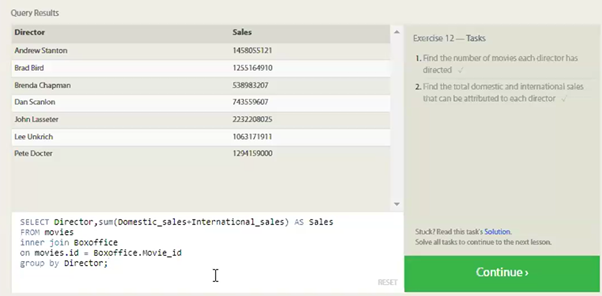 Query Results
Director Sales
Andrew Stanton 1458055121
Brad Bird 1255164910
Brenda Chapman 538983207
Dan Scanlon 743559607
John Lasseter 2232208025
Lee Unkrich 1063171911
Pete Docter 1294159000
SELECT Director,sum(Domestic_sales+International_sales) AS Sales
FROM movies
inner join Boxoffice
on movies.id = Boxoffice.Movie_id
group by Director;
RESET
Exercise 12 — Tasks
1. Find the number of movies each director has
directed ✓
2. Find the total domestic and international sales
that can be attributed to each director ✓
Stuck? Read this task's Solution.
Solve all tasks to continue to the next lesson.
Continue ›